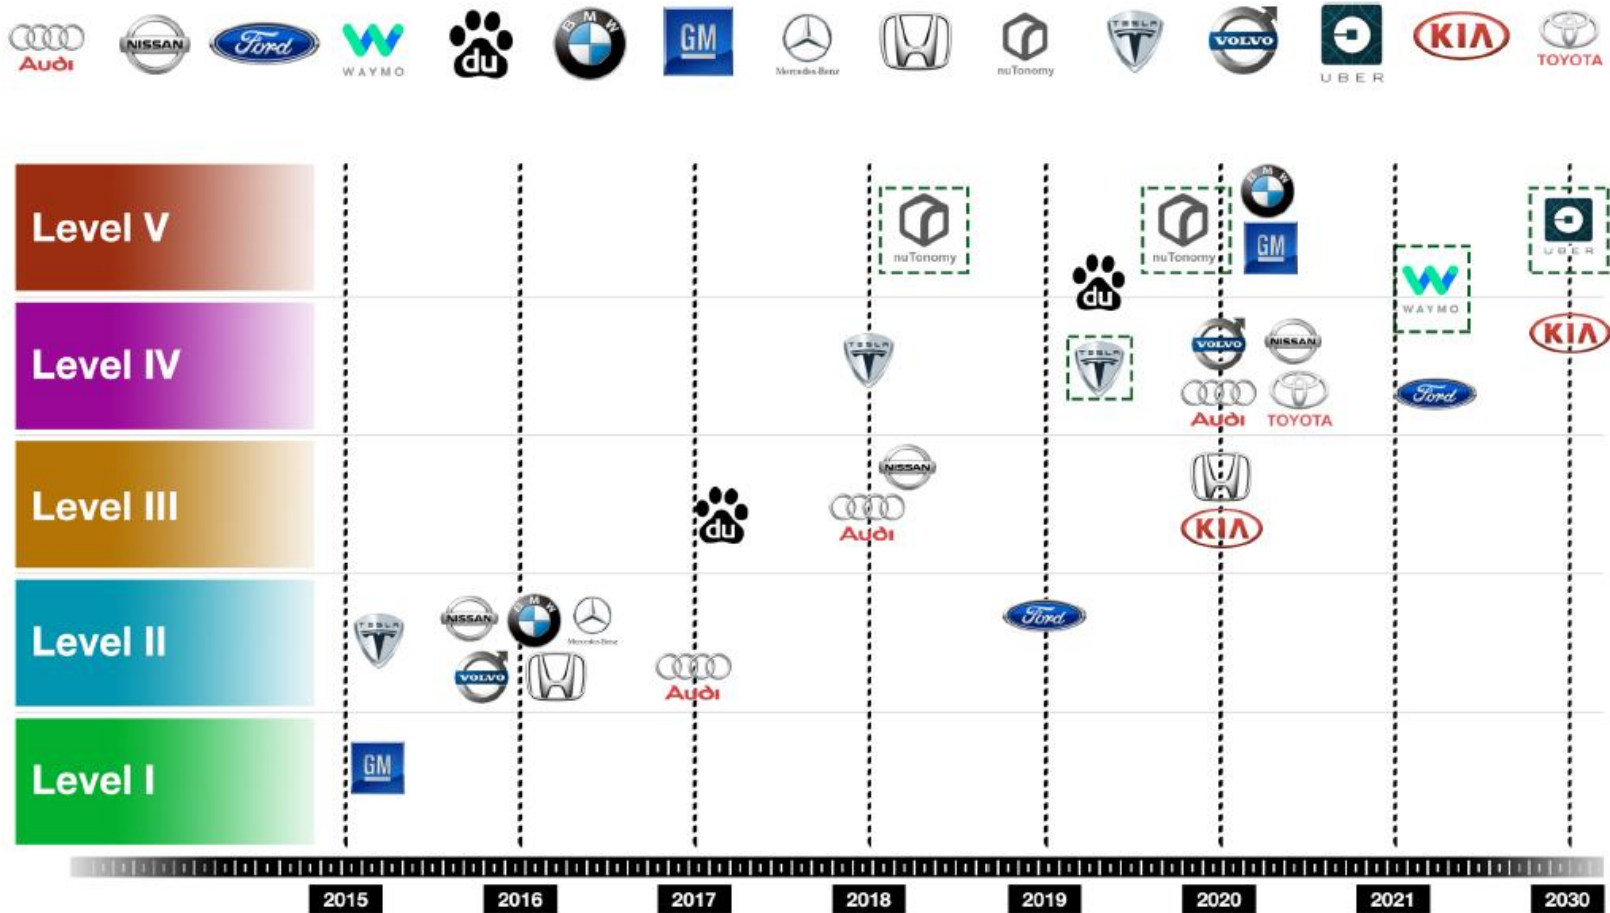 Audi
NISSAN
Ford
WAYMO
du
BMW
GM
Mercedes-Benz
nuTonomy
TESLA
VOLVO
UBER
KIA
TOYOTA
Level V
nuTonomy
du
nuTonomy
BMW
GM
WAYMO
UBER
Level IV
TESLA
TESLA
VOLVO
NISSAN
Audi
TOYOTA
Ford
KIA
Level III
du
NISSAN
Audi
KIA
Level II
TESLA
NISSAN
BMW
Mercedes-Benz
VOLVO
Audi
Ford
Level I
GM
2015 2016 2017 2018 2019 2020 2021 2030